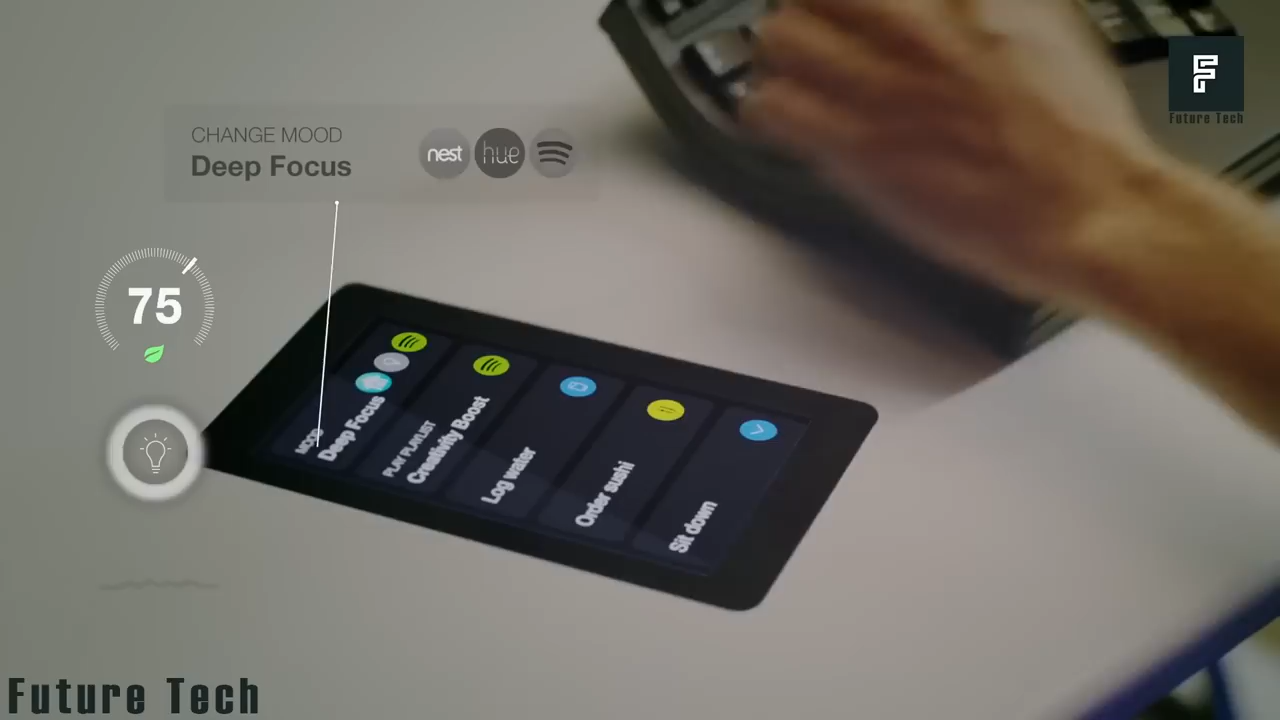 CHANGE MOOD
Deep Focus
nest
hue
Future Tech
75
MOOD
Deep Focus
PLAY PLAYLIST
Creativity Boost
Log water
Order sushi
Sit down
Future Tech